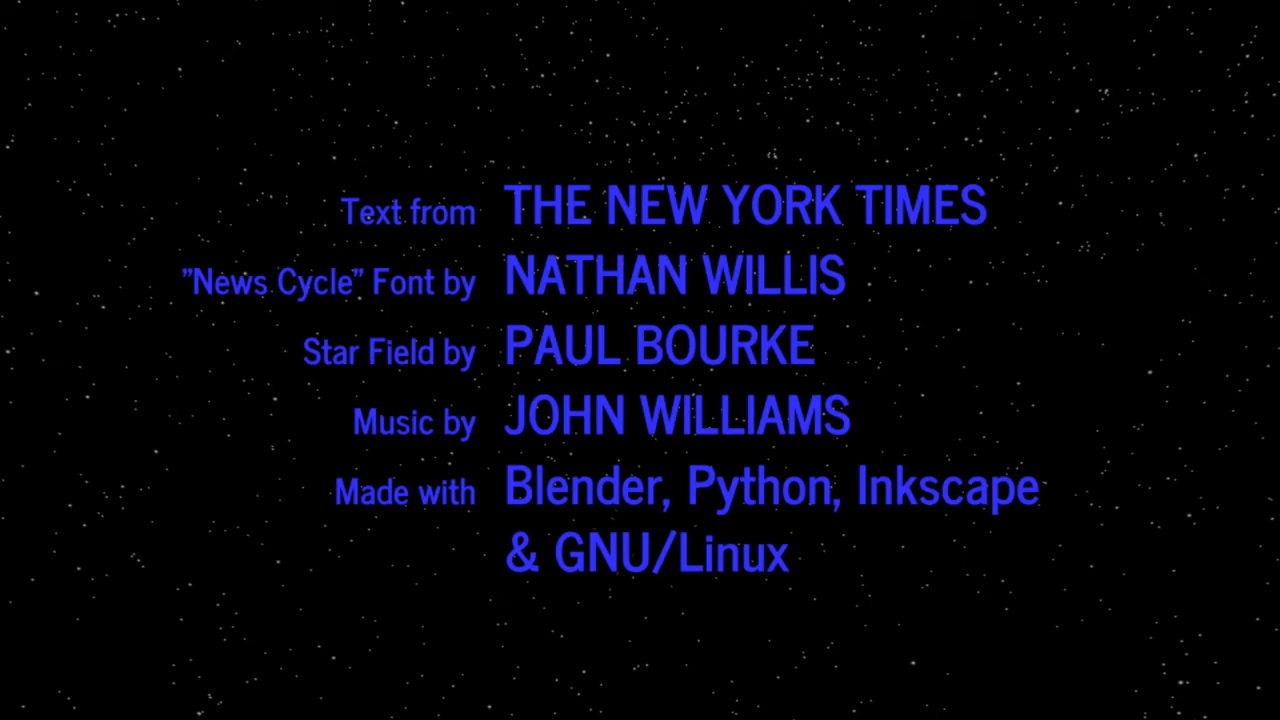 Text from THE NEW YORK TIMES
"News Cycle" Font by NATHAN WILLIS
Star Field by PAUL BOURKE
Music by JOHN WILLIAMS
Made with Blender, Python, Inkscape
& GNU/Linux